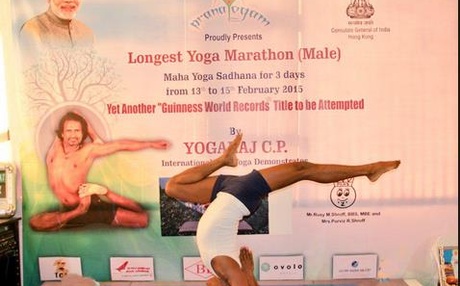 pranayogam
Proudly Presents
Consulate General of India
Hong Kong
Longest Yoga Marathon (Male)
Maha Yoga Sadhana for 3 days
from 13th to 15th February 2015
Yet Another "Guinness World Records" Title to be Attempted
By
YOGARAJ C.P.
International Yoga Demonstrator
Mr.Rusy M.Shroff, BBS, MBE and
Mrs Purviz R.Shroff
ovolo